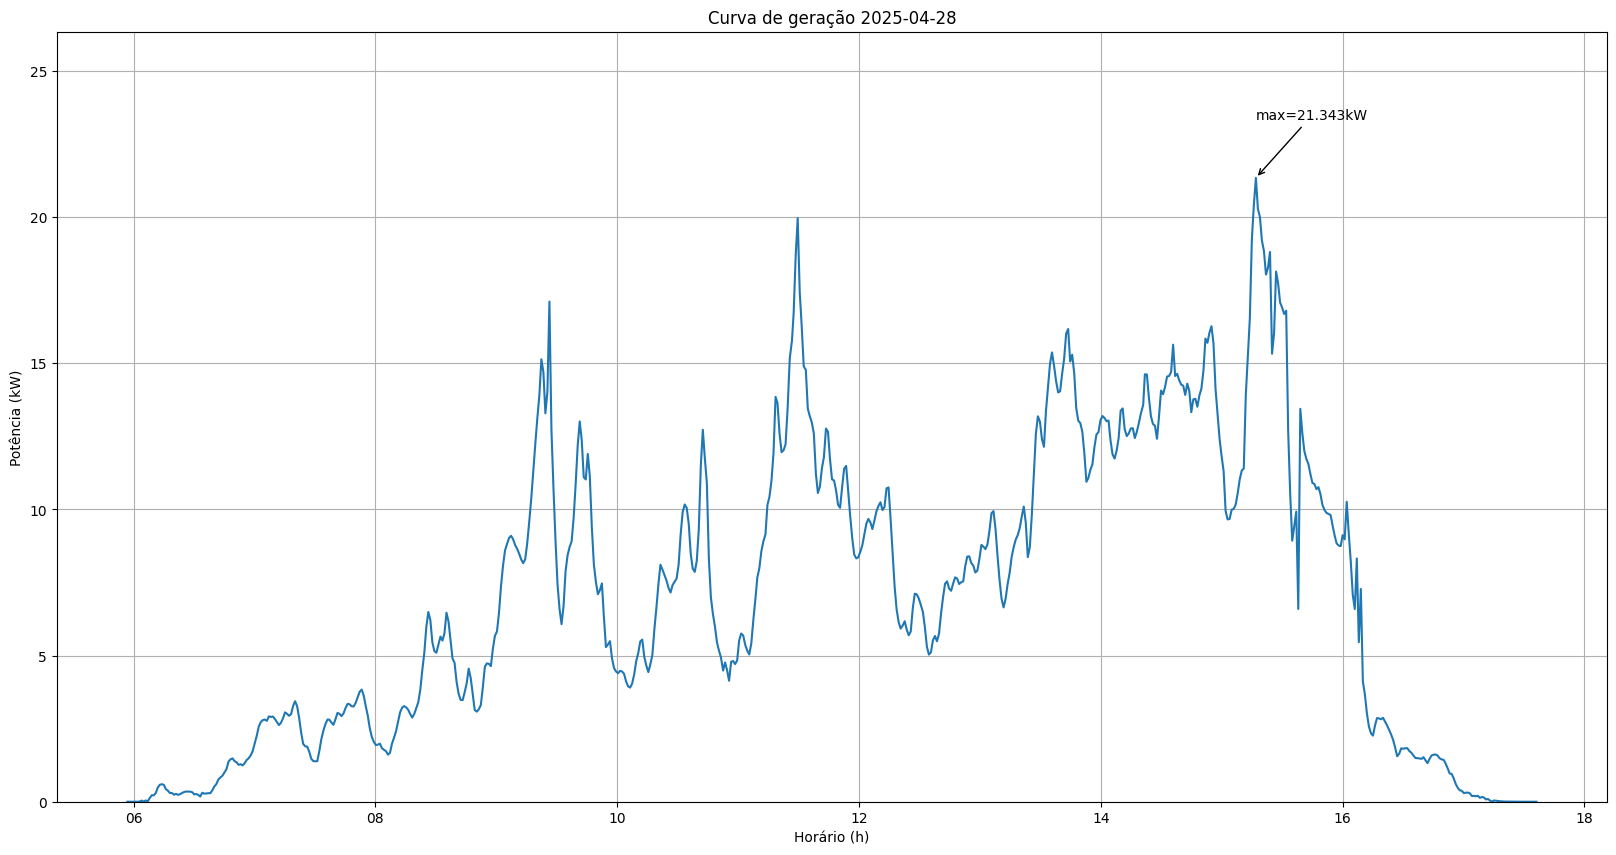 Curva de geração 2025-04-28
25
20
15
10
5
0
Potência (kW)
max=21.343kW
06 08 10 12 14 16 18
Horário (h)